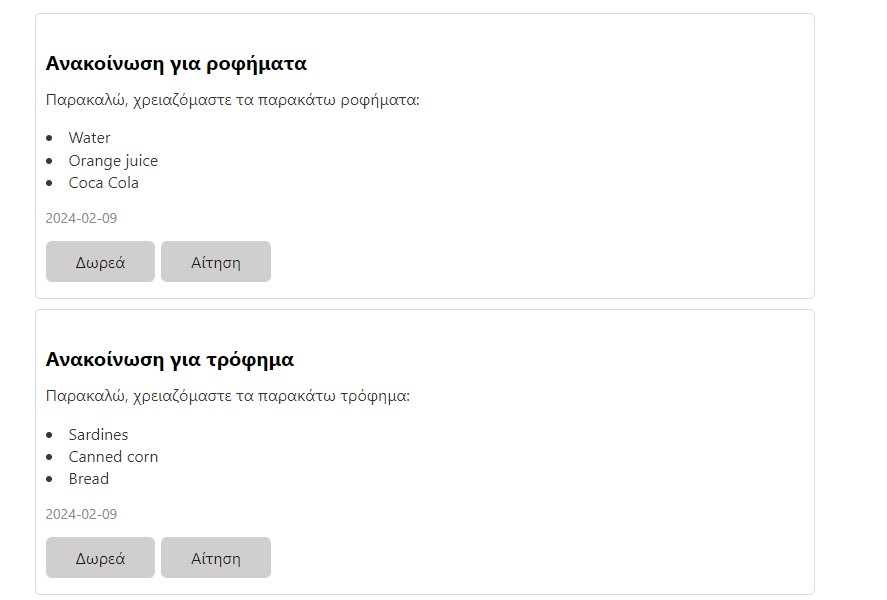 Ανακοίνωση για ροφήματα
Παρακαλώ, χρειαζόμαστε τα παρακάτω ροφήματα:
Water
Orange juice
Coca Cola
2024-02-09
Δωρεά Αίτηση
Ανακοίνωση για τρόφημα
Παρακαλώ, χρειαζόμαστε τα παρακάτω τρόφημα:
Sardines
Canned corn
Bread
2024-02-09
Δωρεά Αίτηση